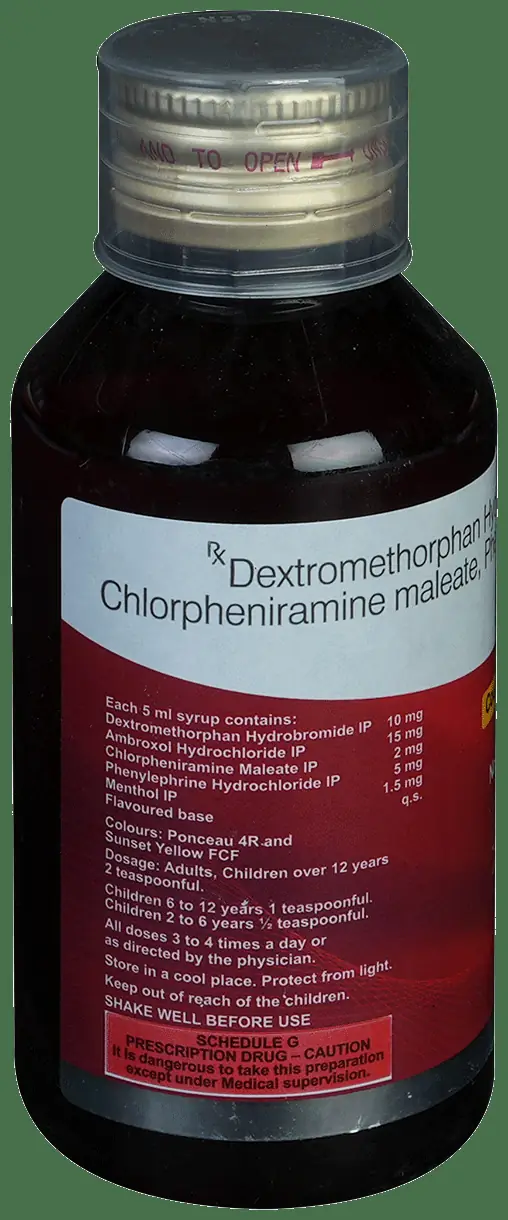 AND TO OPEN
Rx Dextromethorphan
Chlorpheniramine maleate,
Each 5 ml syrup contains:
Dextromethorphan Hydrobromide IP 10 mg
Ambroxol Hydrochloride IP 15 mg
Chlorpheniramine Maleate IP 2 mg
Phenylephrine Hydrochloride IP 5 mg
Menthol IP 1.5 mg
Flavoured base q.s.
Colours: Ponceau 4R and
Sunset Yellow FCF
Dosage: Adults, Children over 12 years
2 teaspoonful.
Children 6 to 12 years 1 teaspoonful.
Children 2 to 6 years ½ teaspoonful.
All doses 3 to 4 times a day or
as directed by the physician.
Store in a cool place. Protect from light.
Keep out of reach of the children.
SHAKE WELL BEFORE USE
SCHEDULE G
PRESCRIPTION DRUG – CAUTION
It is dangerous to take this preparation
except under Medical supervision.